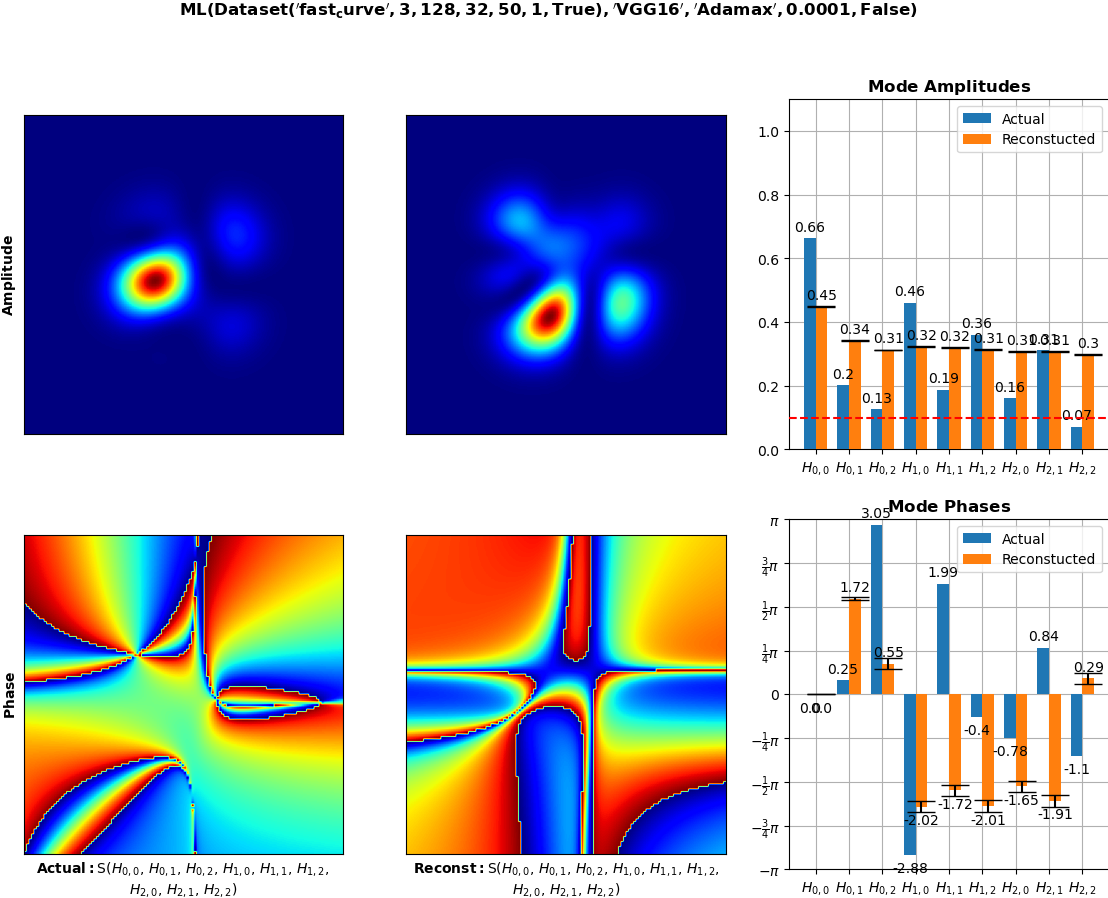 ML(Dataset('fast_curve', 3, 128, 32, 50, 1, True), 'VGG16', 'Adamax', 0.0001, False)
Amplitude
Mode Amplitudes
Actual
Reconstucted
1.0
0.8
0.6
0.4
0.2
0.0
0.66
0.45
0.2
0.34
0.13
0.31
0.46
0.32
0.19
0.32
0.36
0.31
0.16
0.31
0.31
0.31
0.07
0.3
H0,0 H0,1 H0,2 H1,0 H1,1 H1,2 H2,0 H2,1 H2,2
Phase
Actual: S(H0,0, H0,1, H0,2, H1,0, H1,1, H1,2,
H2,0, H2,1, H2,2)
Reconst: S(H0,0, H0,1, H0,2, H1,0, H1,1, H1,2,
H2,0, H2,1, H2,2)
Mode Phases
Actual
Reconstucted
π
3/4π
1/2π
1/4π
0
−1/4π
−1/2π
−3/4π
−π
0.0
0.0
0.25
1.72
3.05
0.55
-2.88
-2.02
1.99
-1.72
-0.4
-2.01
-0.78
-1.65
0.84
-1.91
-1.1
0.29
H0,0 H0,1 H0,2 H1,0 H1,1 H1,2 H2,0 H2,1 H2,2